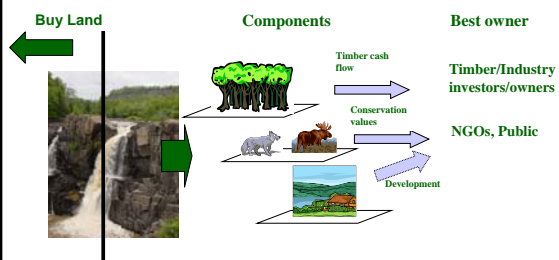 Buy Land
Components
Best owner
Timber cash
flow
Timber/Industry
investors/owners
Conservation
values
NGOs, Public
Development